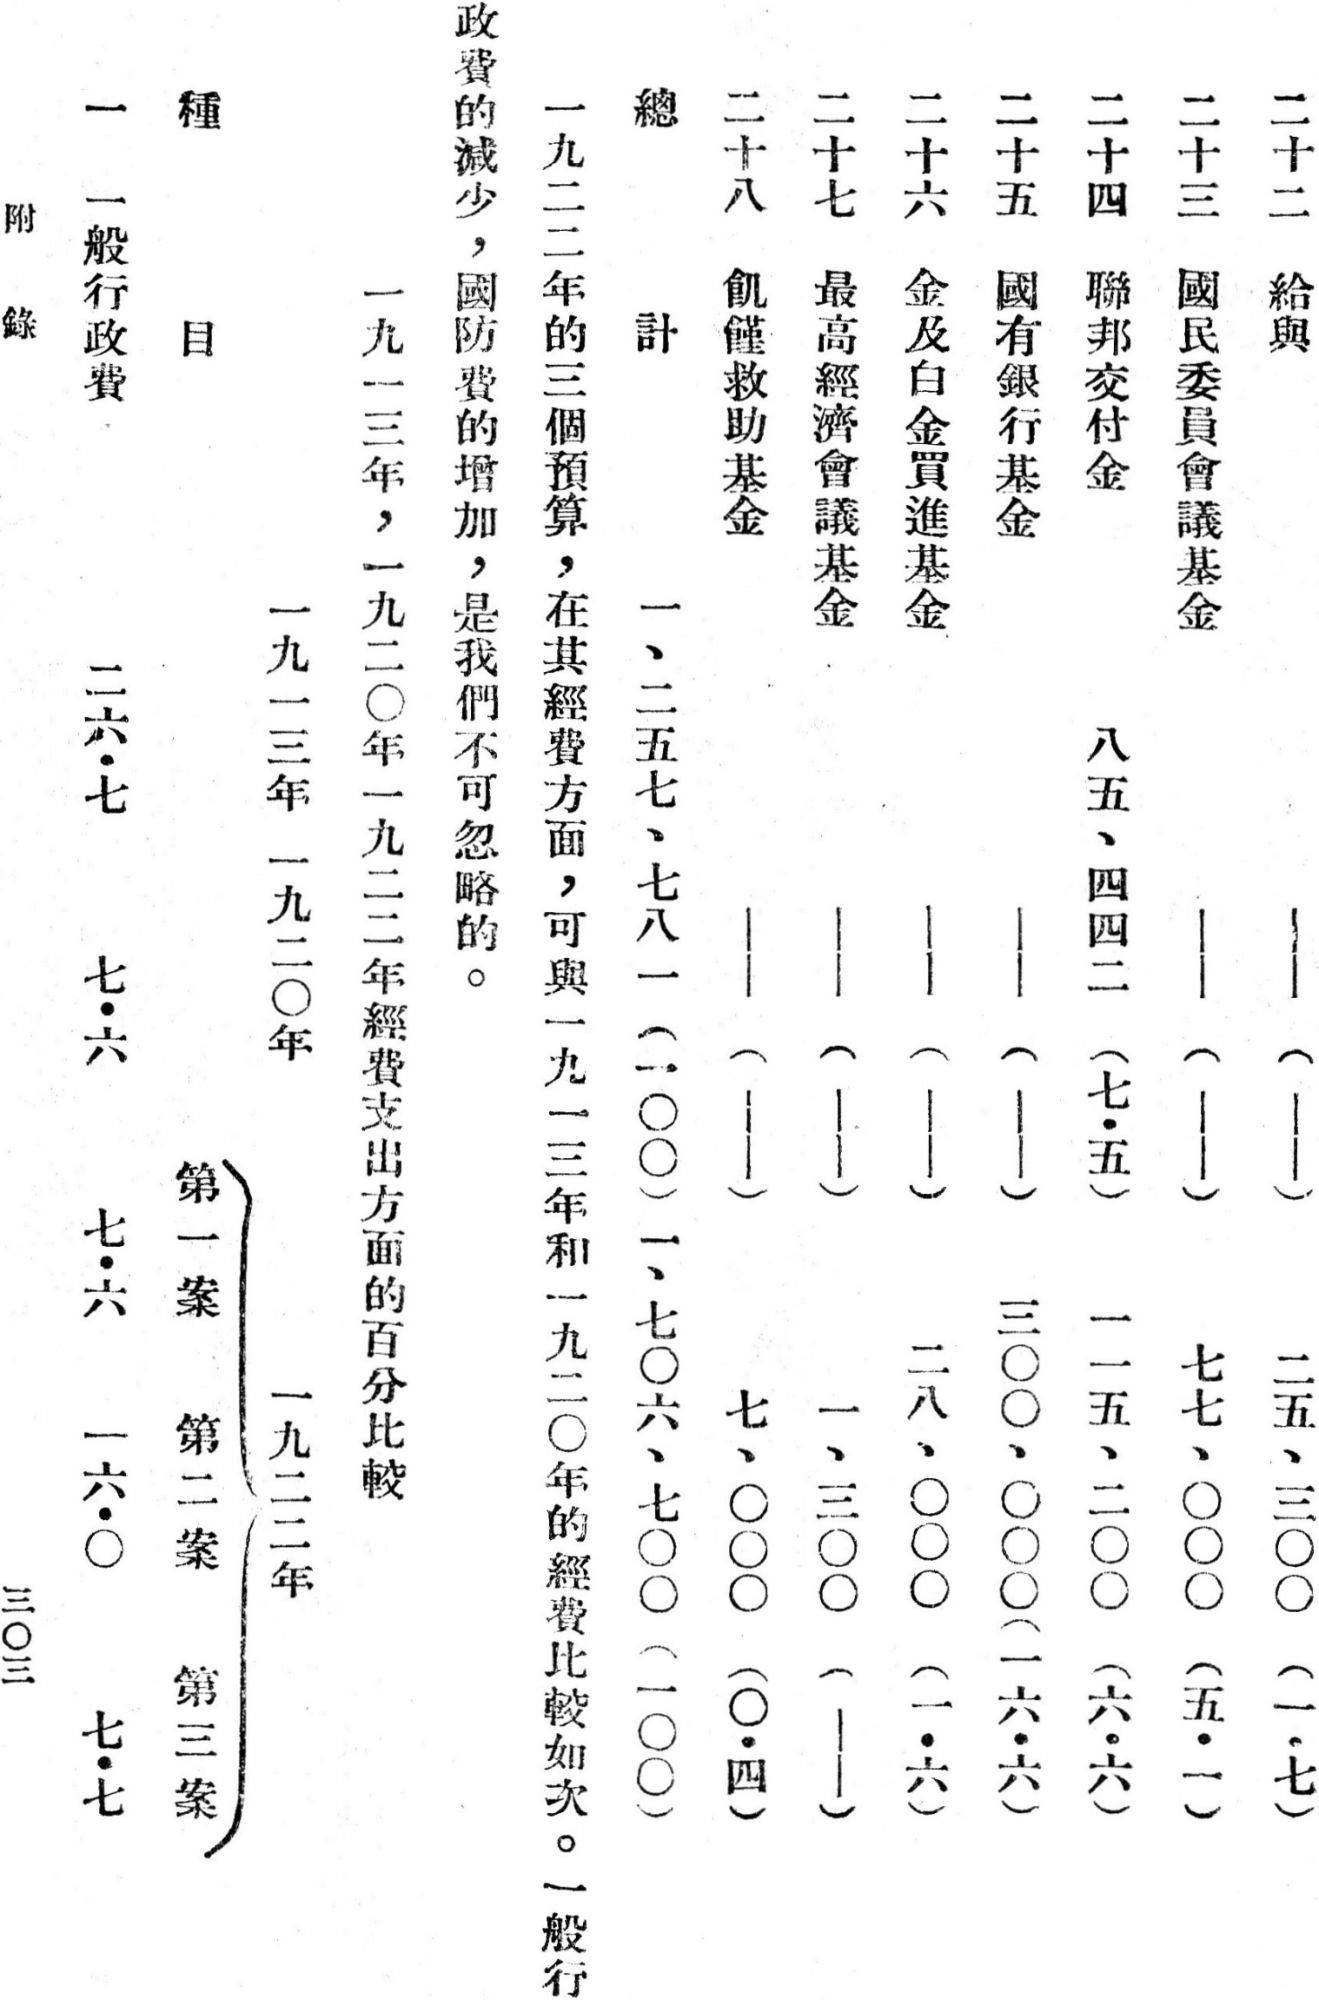 二十二　給與　——　（——）　二五、三〇〇　（一・七）
二十三　國民委員會議基金　——　（——）　七七、〇〇〇　（五・一）
二十四　聯邦交付金　八五、四四二　（七・五）　一一五、二〇〇　（六・六）
二十五　國有銀行基金　——　（——）　三〇〇、〇〇〇（一六・六）
二十六　金及白金買進基金　——　（——）　二八、〇〇〇　（一・六）
二十七　最高經濟會議基金　——　（——）　一、三〇〇　（——）
二十八　飢饉救助基金　——　（——）　七、〇〇〇　（〇・四）
總　計　一、二五七、七八一　（一〇〇）　一、七〇六、七〇〇　（一〇〇）
一九二二年的三個預算，在其經費方面，可與一九一三年和一九二〇年的經費比較如次。一般行
政費的減少，國防費的增加，是我們不可忽略的。
一九一三年，一九二〇年一九二二年經費支出方面的百分比較
一九一三年　一九二〇年　一九二二年
種　目　第一案　第二案　第三案
一　一般行政費　二六・七　七・六　七・六　一六・〇　七・七
附　錄　三〇三